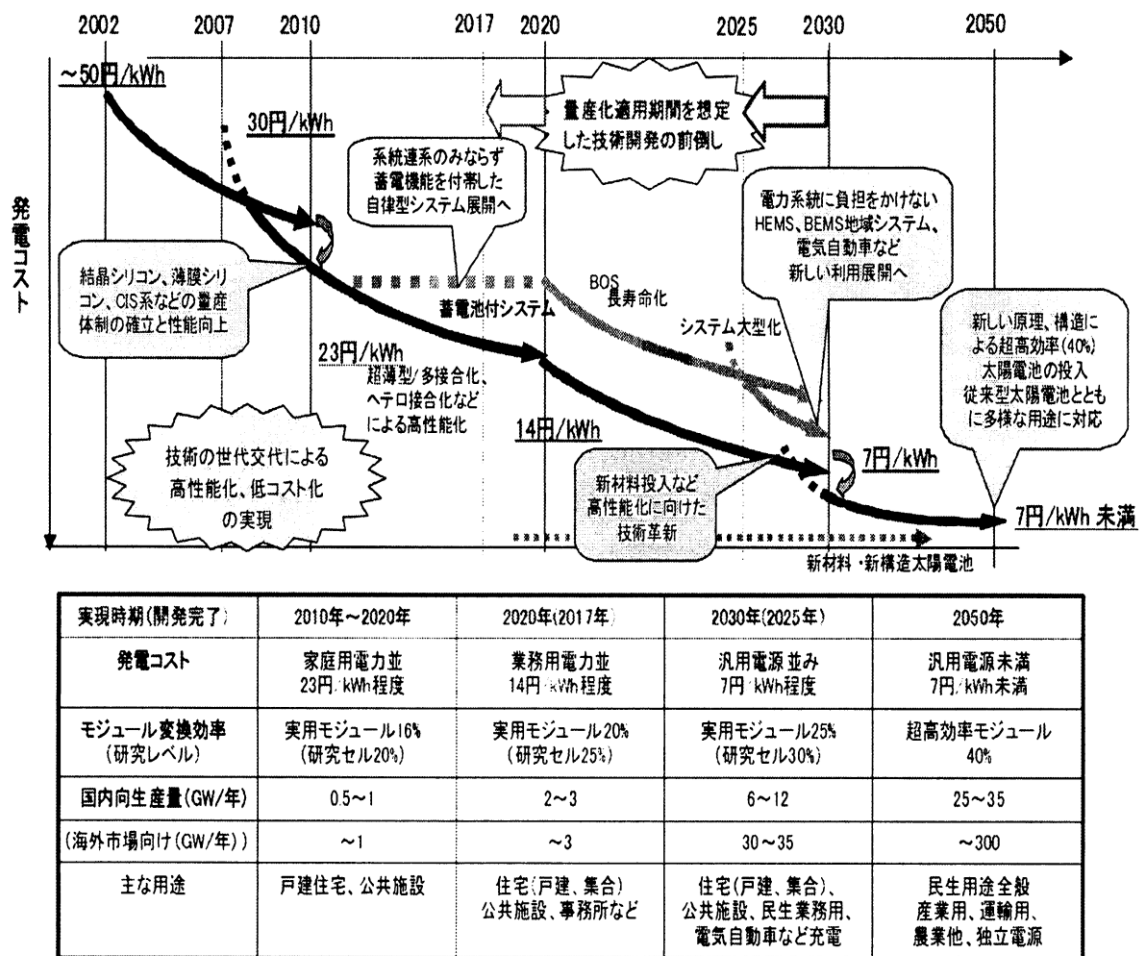 2002 2007 2010 2017 2020 2025 2030 2050
発電コスト
～50円/kWh
30円/kWh
量産化適用期間を想定
した技術開発の前倒し
系統連系のみならず
蓄電機能を付帯した
自律型システム展開へ
電力系統に負担をかけない
HEMS、BEMS地域システム、
電気自動車など
新しい利用展開へ
結晶シリコン、薄膜シリ
コン、CIS系などの量産
体制の確立と性能向上
蓄電池付システム
BOS
長寿命化
システム大型化
新しい原理、構造に
よる超高効率(40%)
太陽電池の投入
従来型太陽電池ととも
に多様な用途に対応
23円/kWh
超薄型/多接合化、
ヘテロ接合化など
による高性能化
技術の世代交代による
高性能化、低コスト化
の実現
14円/kWh
新材料投入など
高性能化に向けた
技術革新
7円/kWh
7円/kWh 未満
新材料・新構造太陽電池
実現時期(開発完了) 2010年～2020年 2020年(2017年) 2030年(2025年) 2050年
発電コスト 家庭用電力並 業務用電力並 汎用電源並み 汎用電源未満
23円/kWh程度 14円/kWh程度 7円/kWh程度 7円/kWh未満
モジュール変換効率 実用モジュール16% 実用モジュール20% 実用モジュール25% 超高効率モジュール
(研究レベル) (研究セル20%) (研究セル25%) (研究セル30%) 40%
国内向生産量(GW/年) 0.5～1 2～3 6～12 25～35
(海外市場向け(GW/年)) ～1 ～3 30～35 ～300
主な用途 戸建住宅、公共施設 住宅(戸建、集合) 住宅(戸建、集合)、 民生用途全般
公共施設、事務所など 公共施設、民生業務用、 産業用、運輸用、
電気自動車など充電 農業他、独立電源